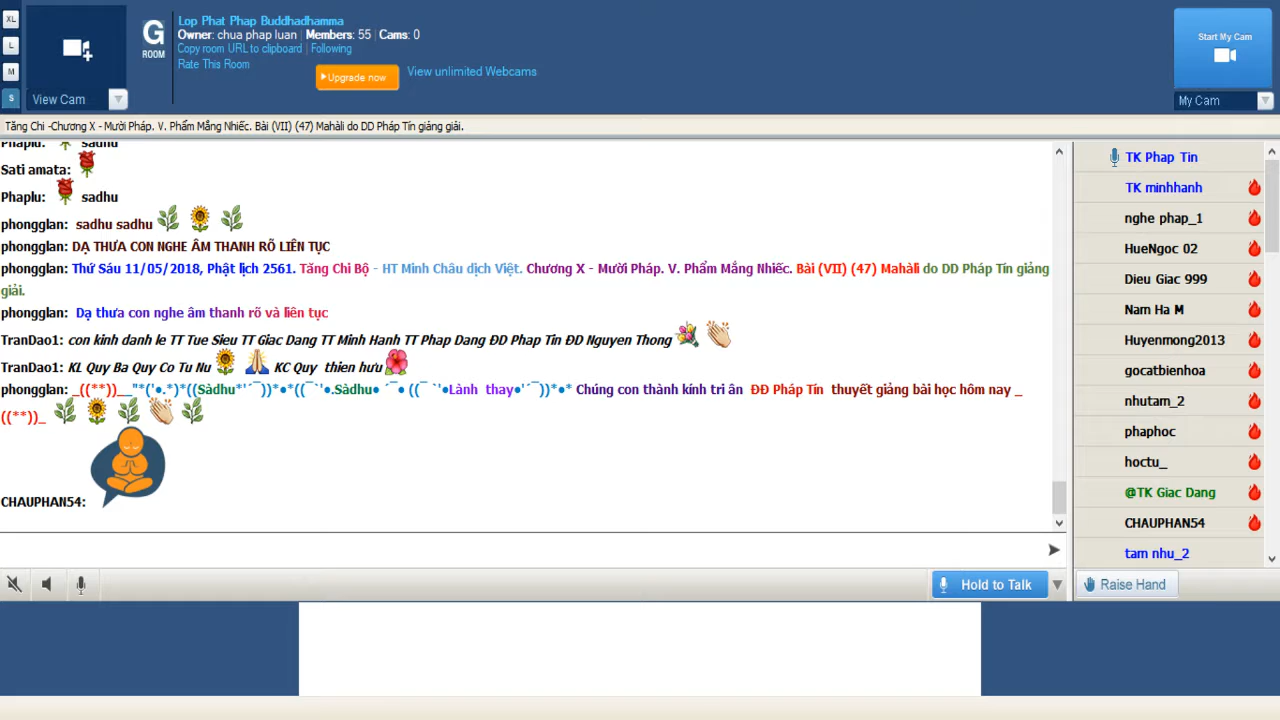 XL
L
M
S
View Cam
G
ROOM
Lop Phat Phap Buddhadhamma
Owner: chua phap luan | Members: 55 | Cams: 0
Copy room URL to clipboard | Following
Rate This Room
Upgrade now
View unlimited Webcams
Start My Cam
My Cam
Tăng Chi -Chương X - Mười Pháp. V. Phẩm Mắng Nhiếc. Bài (VII) (47) Mahàli do DD Pháp Tín giảng giải.
Phaplu: sadhu
Sati amata:
Phaplu: sadhu
phongglan: sadhu sadhu
phongglan: DẠ THƯA CON NGHE ÂM THANH RÕ LIÊN TỤC
phongglan: Thứ Sáu 11/05/2018, Phật lịch 2561. Tăng Chi Bộ - HT Minh Châu dịch Việt. Chương X - Mười Pháp. V. Phẩm Mắng Nhiếc. Bài (VII) (47) Mahàli do DD Pháp Tín giảng
giải.
phongglan: Dạ thưa con nghe âm thanh rõ và liên tục
TranDao1: con kinh danh le TT Tue Sieu TT Giac Dang TT Minh Hanh TT Phap Dang ĐD Phap Tin ĐD Nguyen Thong
TranDao1: KL Quy Ba Quy Co Tu Nu KC Quy thien hưu
phongglan: _((**))__"*('●.*)*((Sàdhu*'´¯))●*●*((¯`'●.Sàdhu● ´¯● ((¯ `'●Lành thay●'´¯))*●* Chúng con thành kính tri ân ĐĐ Pháp Tín thuyết giảng bài học hôm nay _
((**))_
CHAUPHAN54:
Hold to Talk
TK Phap Tin
TK minhhanh
nghe phap_1
HueNgoc 02
Dieu Giac 999
Nam Ha M
Huyenmong2013
gocatbienhoa
nhutam_2
phaphoc
hoctu_
@TK Giac Dang
CHAUPHAN54
tam nhu_2
Raise Hand